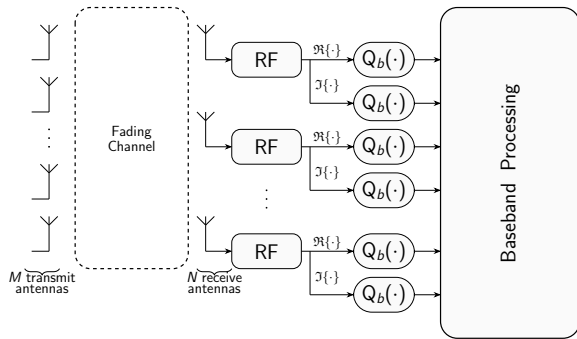 Fading
Channel
M transmit
antennas
N receive
antennas
RF
ℜ{·}
ℑ{·}
Q_b(·)
Q_b(·)
RF
ℜ{·}
ℑ{·}
Q_b(·)
Q_b(·)
RF
ℜ{·}
ℑ{·}
Q_b(·)
Q_b(·)
Baseband Processing